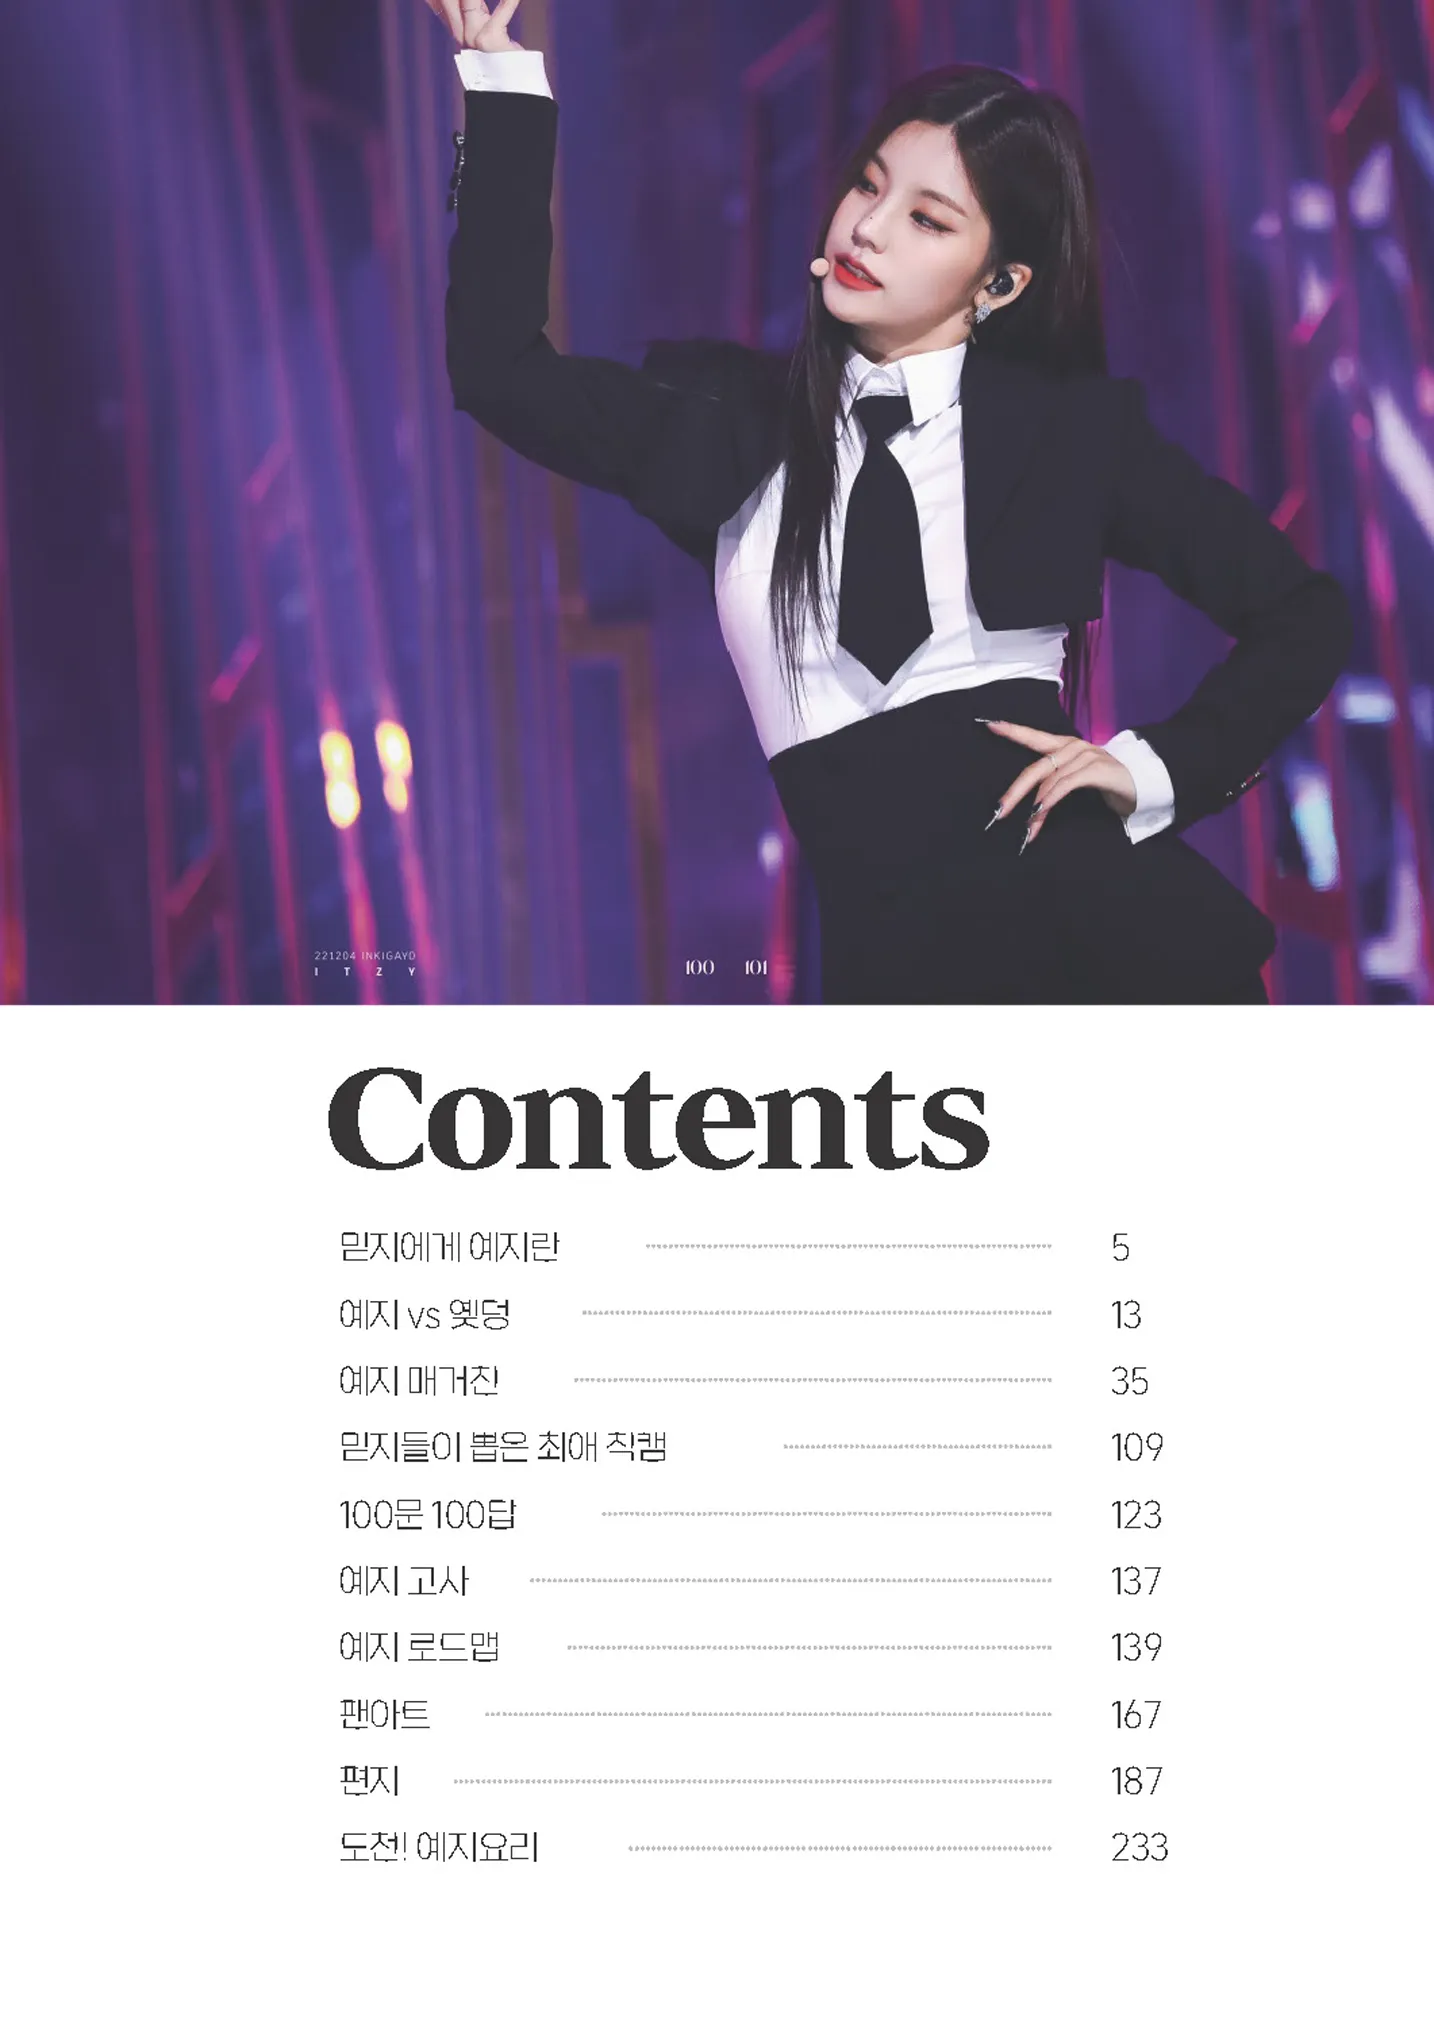 221204 INKIGAYO
ITZY
100 101
Contents
믿지에게 예지란 5
예지 vs 옞덩 13
예지 매거진 35
믿지들이 뽑은 최애 직캠 109
100문 100답 123
예지 고사 137
예지 로드맵 139
팬아트 167
편지 187
도전! 예지요리 233